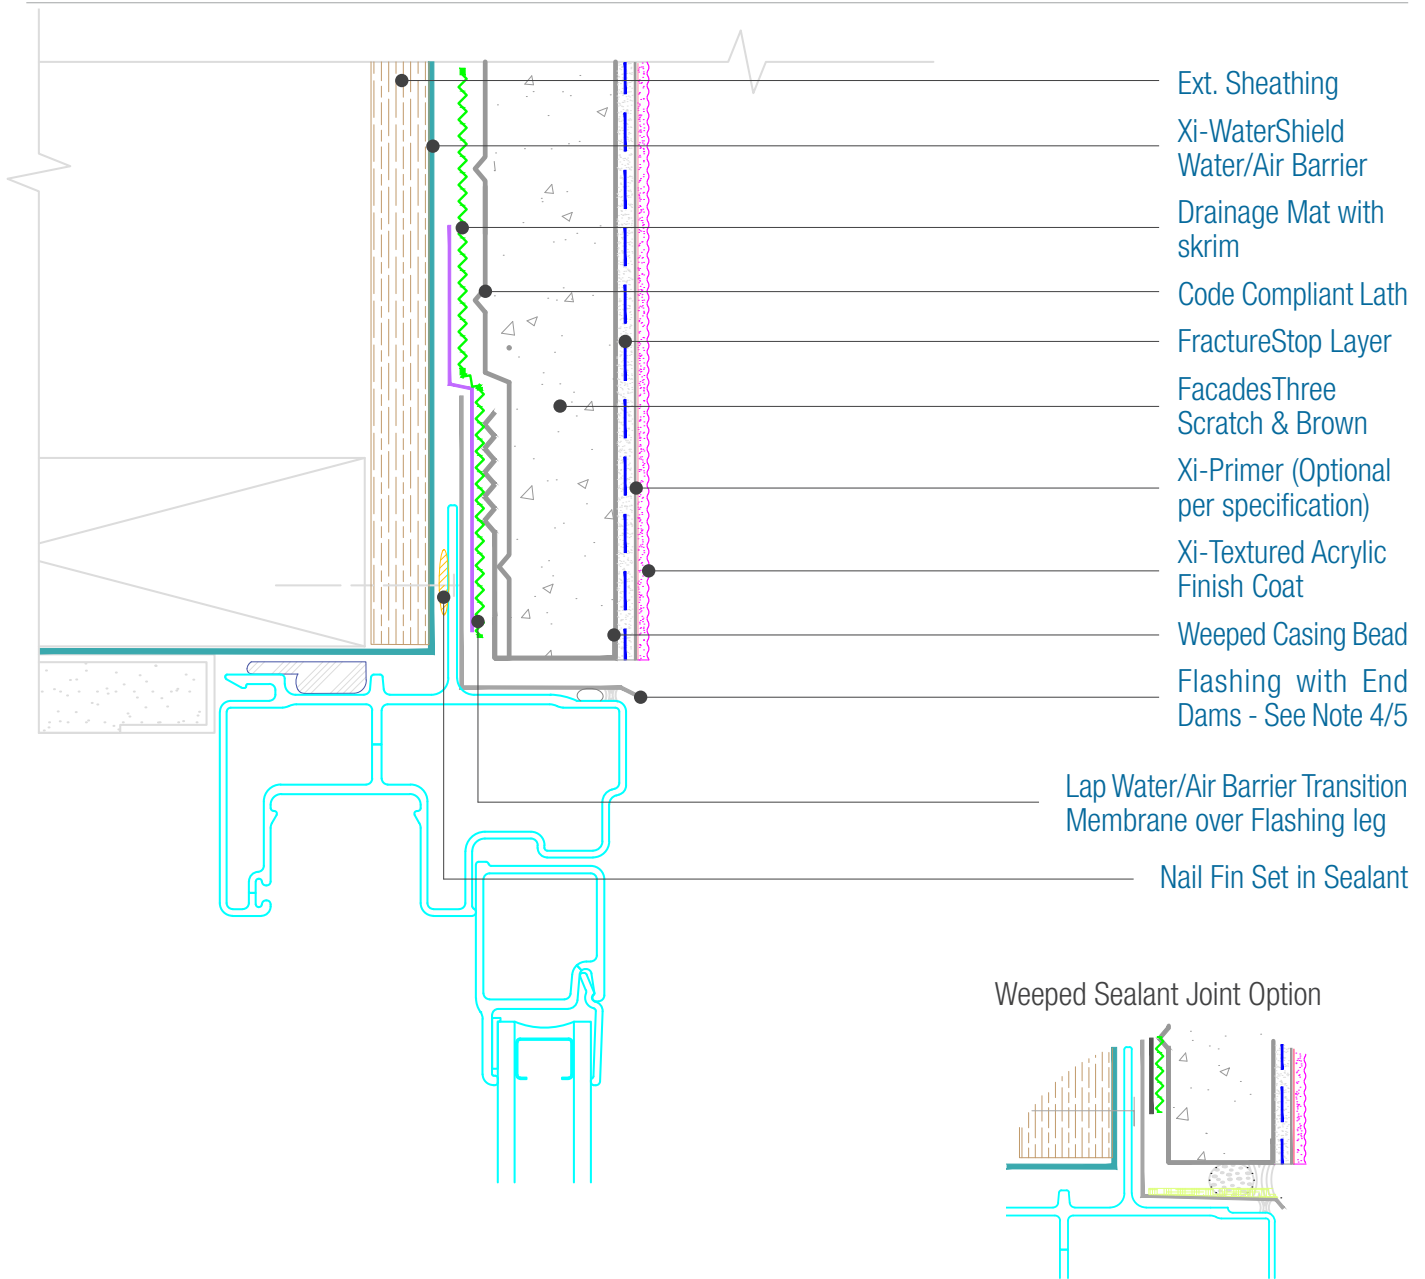 Ext. Sheathing
Xi-WaterShield
Water/Air Barrier
Drainage Mat with
skrim
Code Compliant Lath
FractureStop Layer
FacadesThree
Scratch & Brown
Xi-Primer (Optional
per specification)
Xi-Textured Acrylic
Finish Coat
Weeped Casing Bead
Flashing with End
Dams - See Note 4/5
Lap Water/Air Barrier Transition
Membrane over Flashing leg
Nail Fin Set in Sealant
Weeped Sealant Joint Option